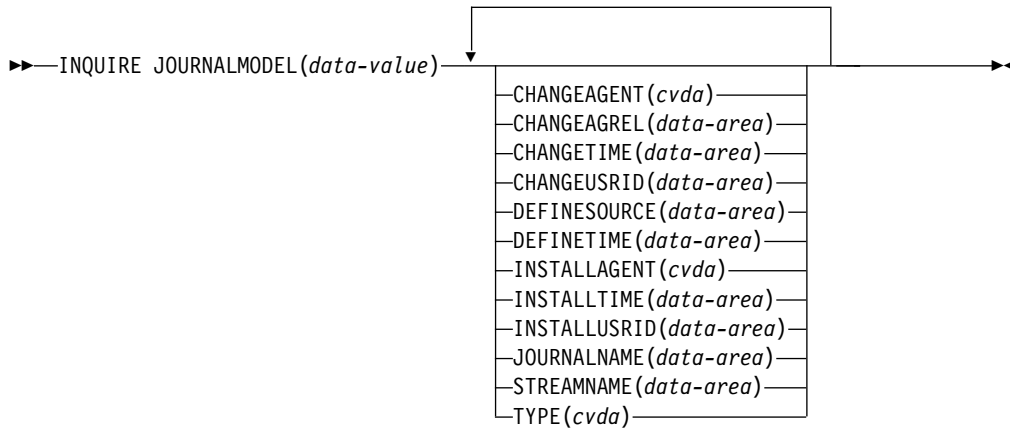 INQUIRE JOURNALMODEL(data-value)
CHANGEAGENT(cvda)
CHANGEAGREL(data-area)
CHANGETIME(data-area)
CHANGEUSRID(data-area)
DEFINESOURCE(data-area)
DEFINETIME(data-area)
INSTALLAGENT(cvda)
INSTALLTIME(data-area)
INSTALLUSRID(data-area)
JOURNALNAME(data-area)
STREAMNAME(data-area)
TYPE(cvda)